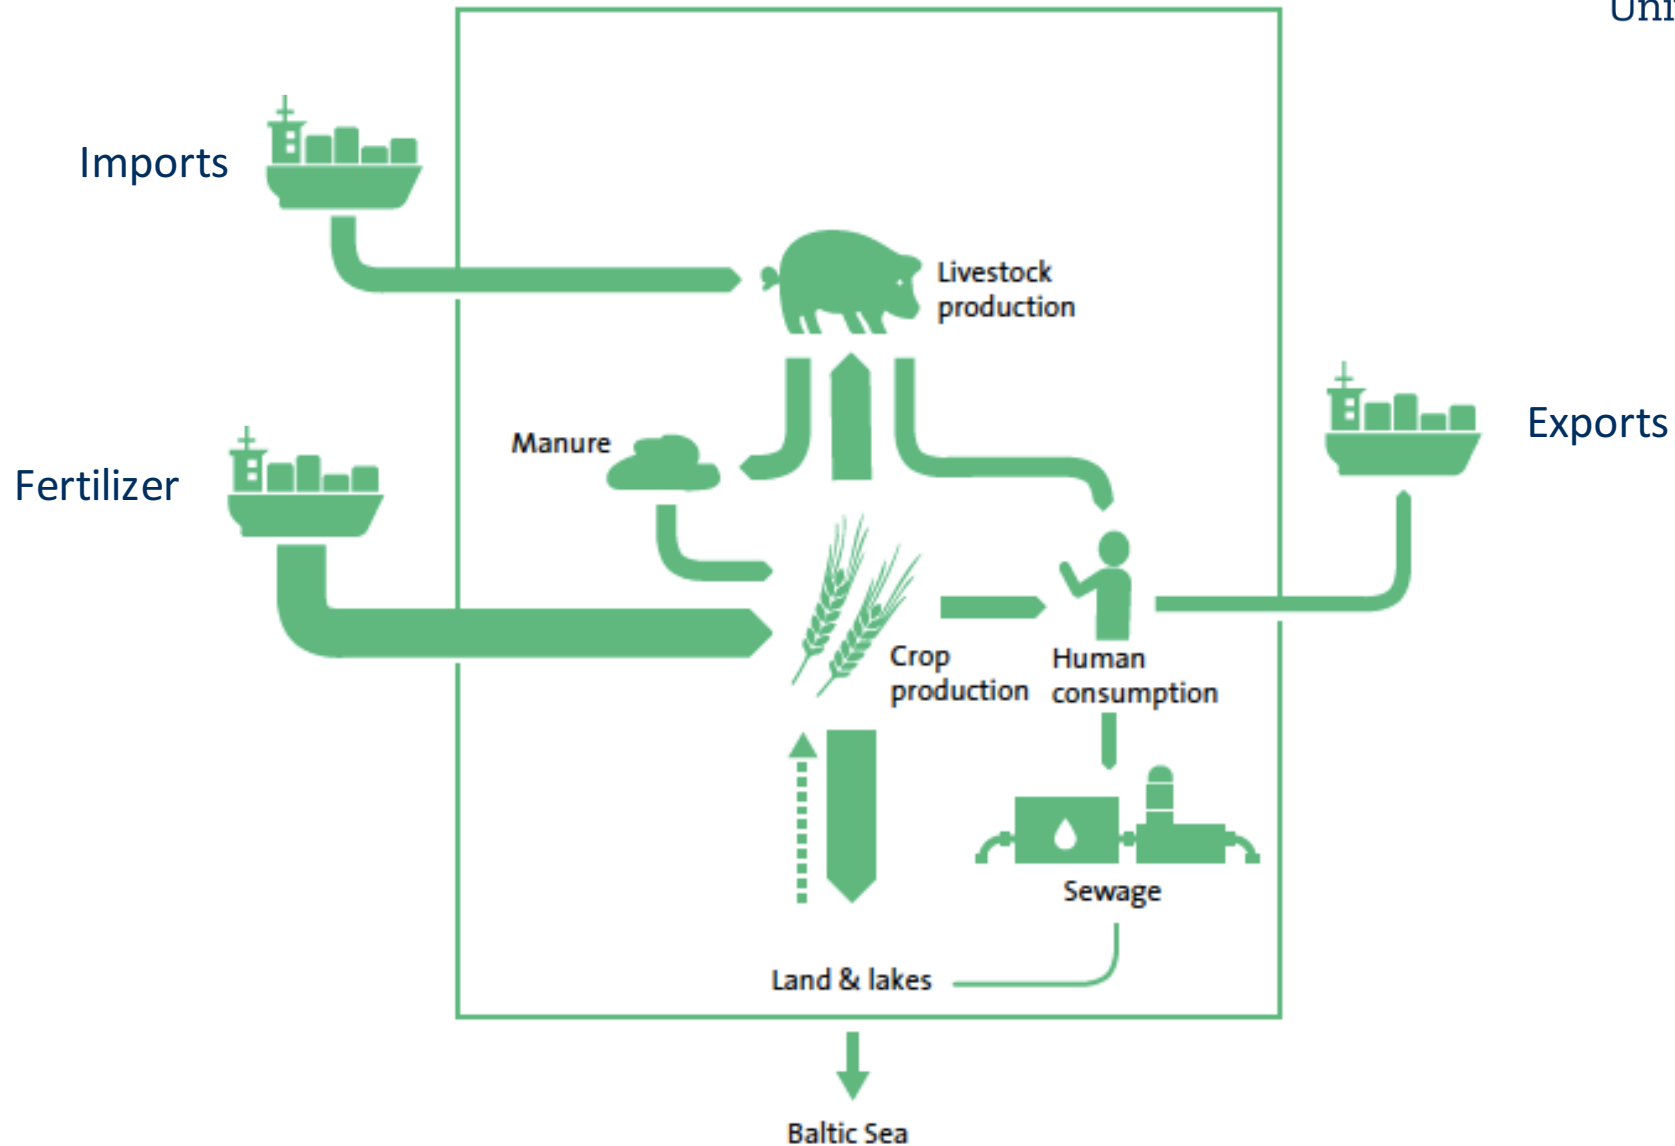 Imports
Livestock
production
Manure
Exports
Fertilizer
Crop
production
Human
consumption
Sewage
Land & lakes
Baltic Sea